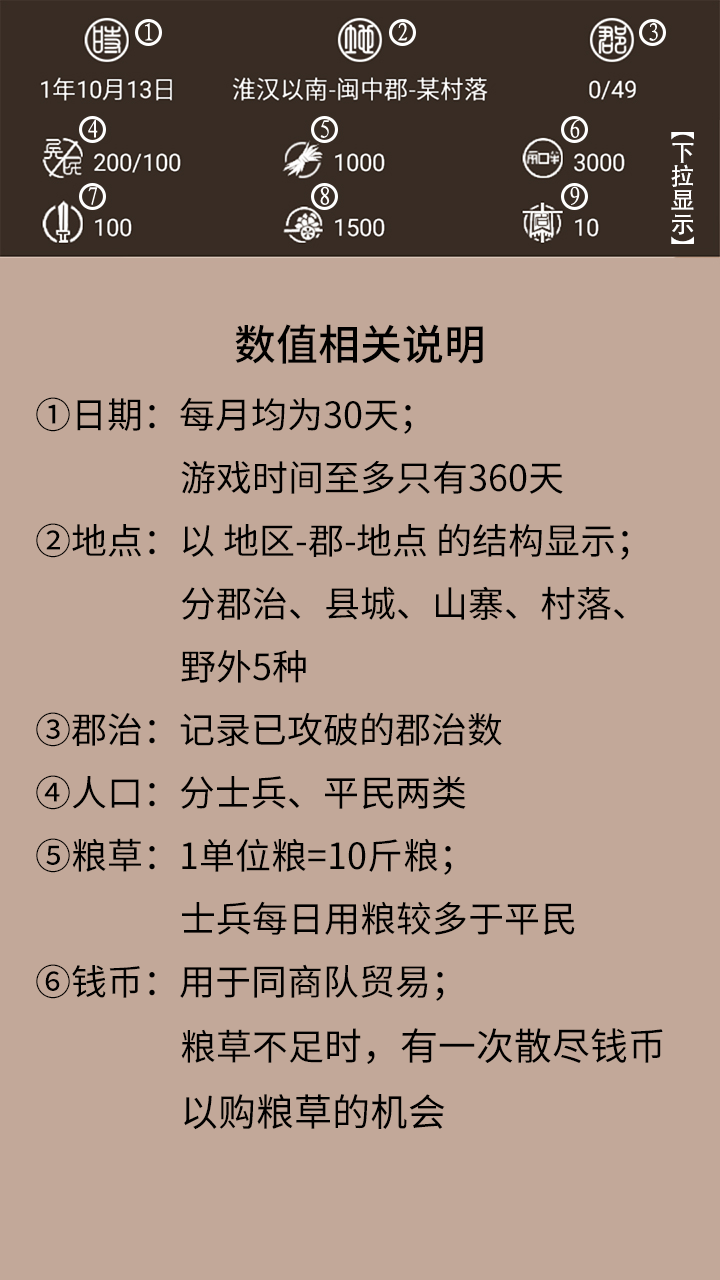 時 ① 地 ② 郡 ③
1年10月13日 淮汉以南-闽中郡-某村落 0/49
④ ⑤ ⑥
200/100 1000 3000
⑦ ⑧ ⑨
100 1500 10
【下拉显示】
数值相关说明
①日期：每月均为30天；
游戏时间至多只有360天
②地点：以 地区-郡-地点 的结构显示；
分郡治、县城、山寨、村落、
野外5种
③郡治：记录已攻破的郡治数
④人口：分士兵、平民两类
⑤粮草：1单位粮=10斤粮；
士兵每日用粮较多于平民
⑥钱币：用于同商队贸易；
粮草不足时，有一次散尽钱币
以购粮草的机会